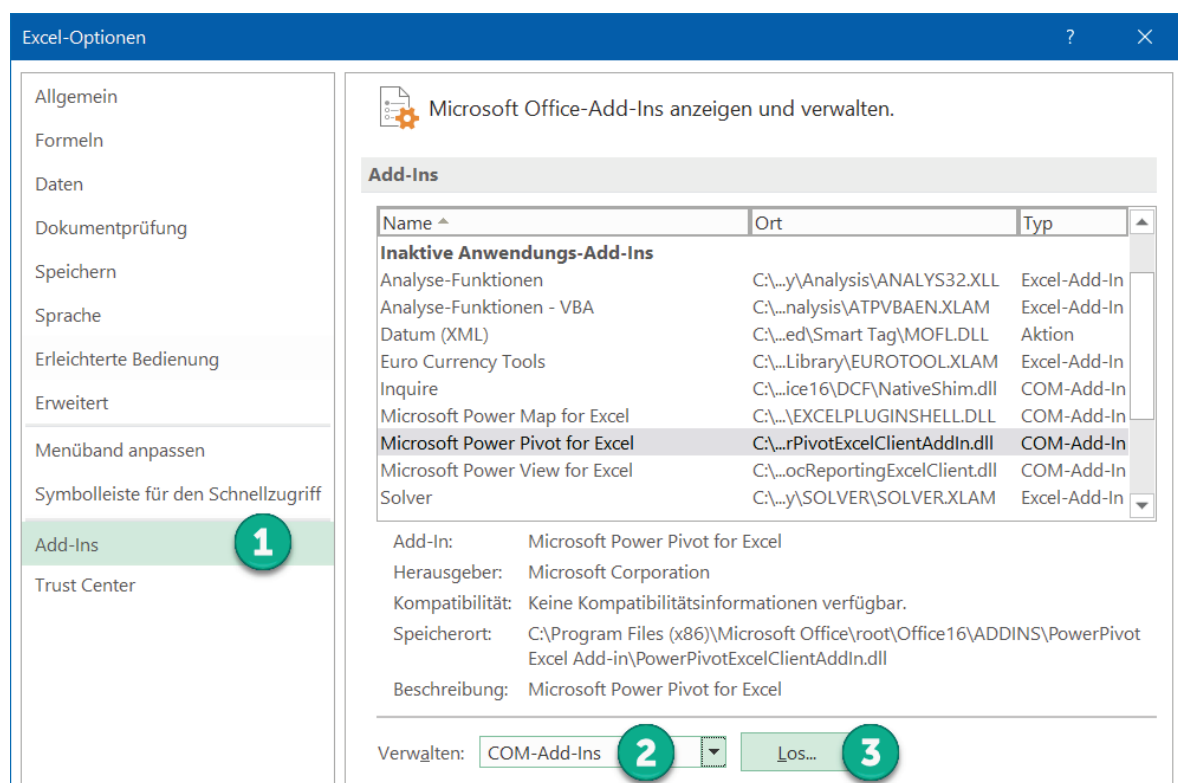 Excel-Optionen ?
Allgemein
Formeln
Daten
Dokumentprüfung
Speichern
Sprache
Erleichterte Bedienung
Erweitert
Menüband anpassen
Symbolleiste für den Schnellzugriff
Add-Ins 1
Trust Center
Microsoft Office-Add-Ins anzeigen und verwalten.
Add-Ins
Name Ort Typ
Inaktive Anwendungs-Add-Ins
Analyse-Funktionen C:\...y\Analysis\ANALYS32.XLL Excel-Add-In
Analyse-Funktionen - VBA C:\...nalysis\ATPVBAEN.XLAM Excel-Add-In
Datum (XML) C:\...ed\Smart Tag\MOFL.DLL Aktion
Euro Currency Tools C:\...Library\EUROTOOL.XLAM Excel-Add-In
Inquire C:\...ice16\DCF\NativeShim.dll COM-Add-In
Microsoft Power Map for Excel C:\...\EXCELPLUGINSHELL.DLL COM-Add-In
Microsoft Power Pivot for Excel C:\...rPivotExcelClientAddIn.dll COM-Add-In
Microsoft Power View for Excel C:\...ocReportingExcelClient.dll COM-Add-In
Solver C:\...y\SOLVER\SOLVER.XLAM Excel-Add-In
Add-In: Microsoft Power Pivot for Excel
Herausgeber: Microsoft Corporation
Kompatibilität: Keine Kompatibilitätsinformationen verfügbar.
Speicherort: C:\Program Files (x86)\Microsoft Office\root\Office16\ADDINS\PowerPivot
Excel Add-in\PowerPivotExcelClientAddIn.dll
Beschreibung: Microsoft Power Pivot for Excel
Verwalten: COM-Add-Ins 2 Los... 3